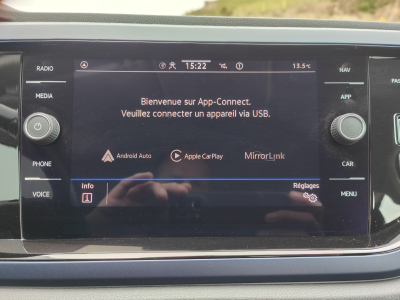 RADIO
MEDIA
PHONE
VOICE
15:22
13.5°C
Bienvenue sur App-Connect.
Veuillez connecter un appareil via USB.
Android Auto
Apple CarPlay
MirrorLink
Info
Réglages
NAV
APP
CAR
MENU
PAS